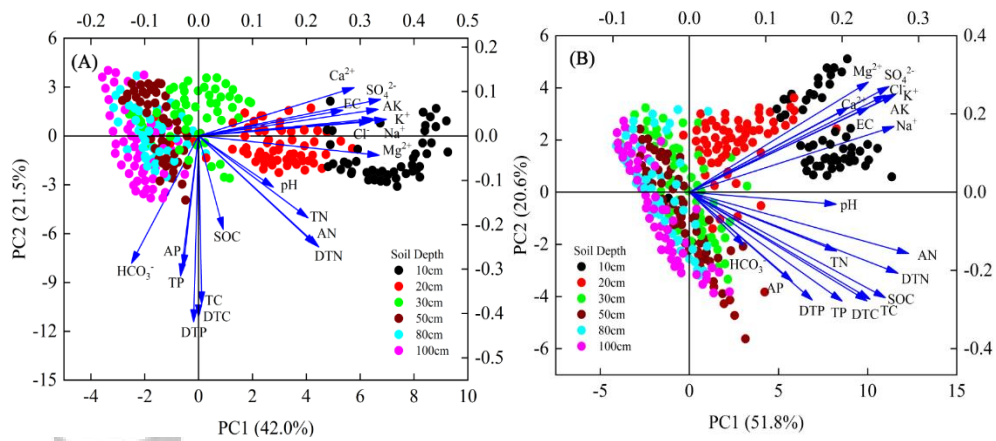 -0.2 -0.1 0.0 0.1 0.2
(A)
PC2 (21.5%)
6
3
0
-3
-6
-9
-12
-15
0.2
0.1
0.0
-0.1
-0.2
-0.3
-0.4
-0.5
Ca²⁺
SO₄²⁻
EC
AK
K⁺
Cl⁻
Na⁺
Mg²⁺
pH
TN
AN
DTN
SOC
AP
TP
HCO₃⁻
TC
DTC
DTP
Soil Depth
10cm
20cm
30cm
50cm
80cm
100cm
-4 -2 0 2 4 6 8 10
PC1 (42.0%)
-0.1 0.0 0.1 0.2 0.3
(B)
PC2 (20.6%)
6
4
2
0
-2
-4
-6
0.4
0.2
0.0
-0.2
-0.4
Mg²⁺
SO₄²⁻
Cl⁻
K⁺
Ca²⁺
AK
EC
Na⁺
pH
AN
TN
HCO₃
DTN
AP
SOC
DTP
TP
DTC
TC
Soil Depth
10cm
20cm
30cm
50cm
80cm
100cm
-5 0 5 10 15
PC1 (51.8%)